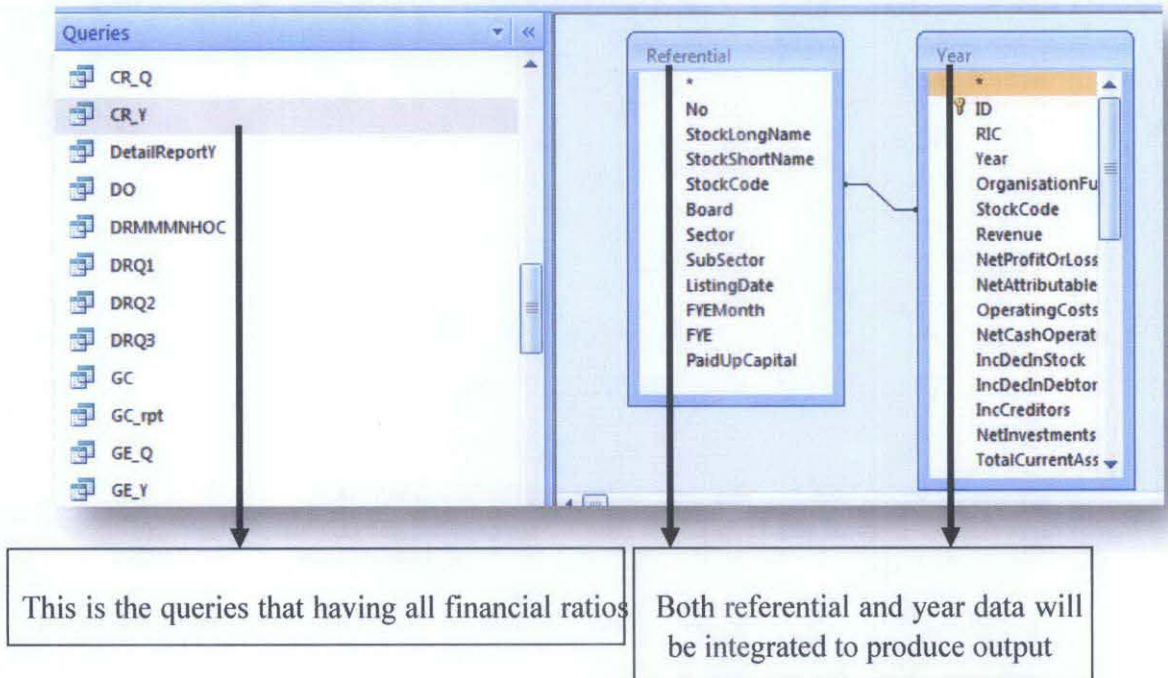 Queries
CR_Q
CR_Y
DetailReportY
DO
DRMMMNHOC
DRQ1
DRQ2
DRQ3
GC
GC_rpt
GE_Q
GE_Y
Referential
*
No
StockLongName
StockShortName
StockCode
Board
Sector
SubSector
ListingDate
FYEMonth
FYE
PaidUpCapital
Year
*
ID
RIC
Year
OrganisationFu
StockCode
Revenue
NetProfitOrLoss
NetAttributable
OperatingCosts
NetCashOperat
IncDecInStock
IncDecInDebtor
IncCreditors
NetInvestments
TotalCurrentAss
This is the queries that having all financial ratios
Both referential and year data will
be integrated to produce output